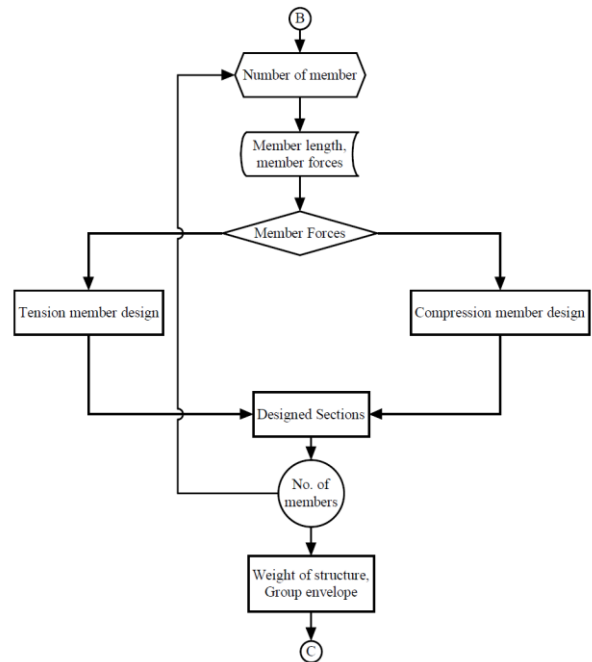 B
Number of member
Member length,
member forces
Member Forces
Tension member design
Compression member design
Designed Sections
No. of
members
Weight of structure,
Group envelope
C